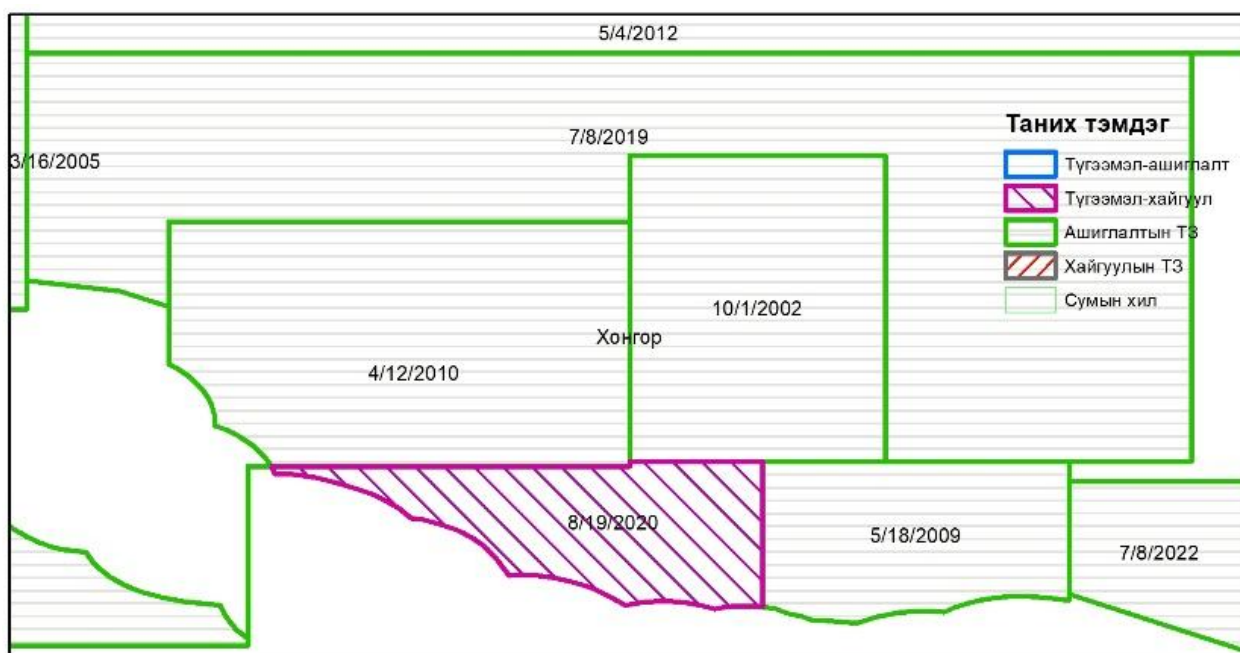 5/4/2012
7/8/2019
3/16/2005
Таних тэмдэг
Түгээмэл-ашиглалт
Түгээмэл-хайгуул
Ашиглалтын ТЗ
Хайгуулын ТЗ
Сумын хил
10/1/2002
Хонгор
4/12/2010
8/19/2020
5/18/2009
7/8/2022